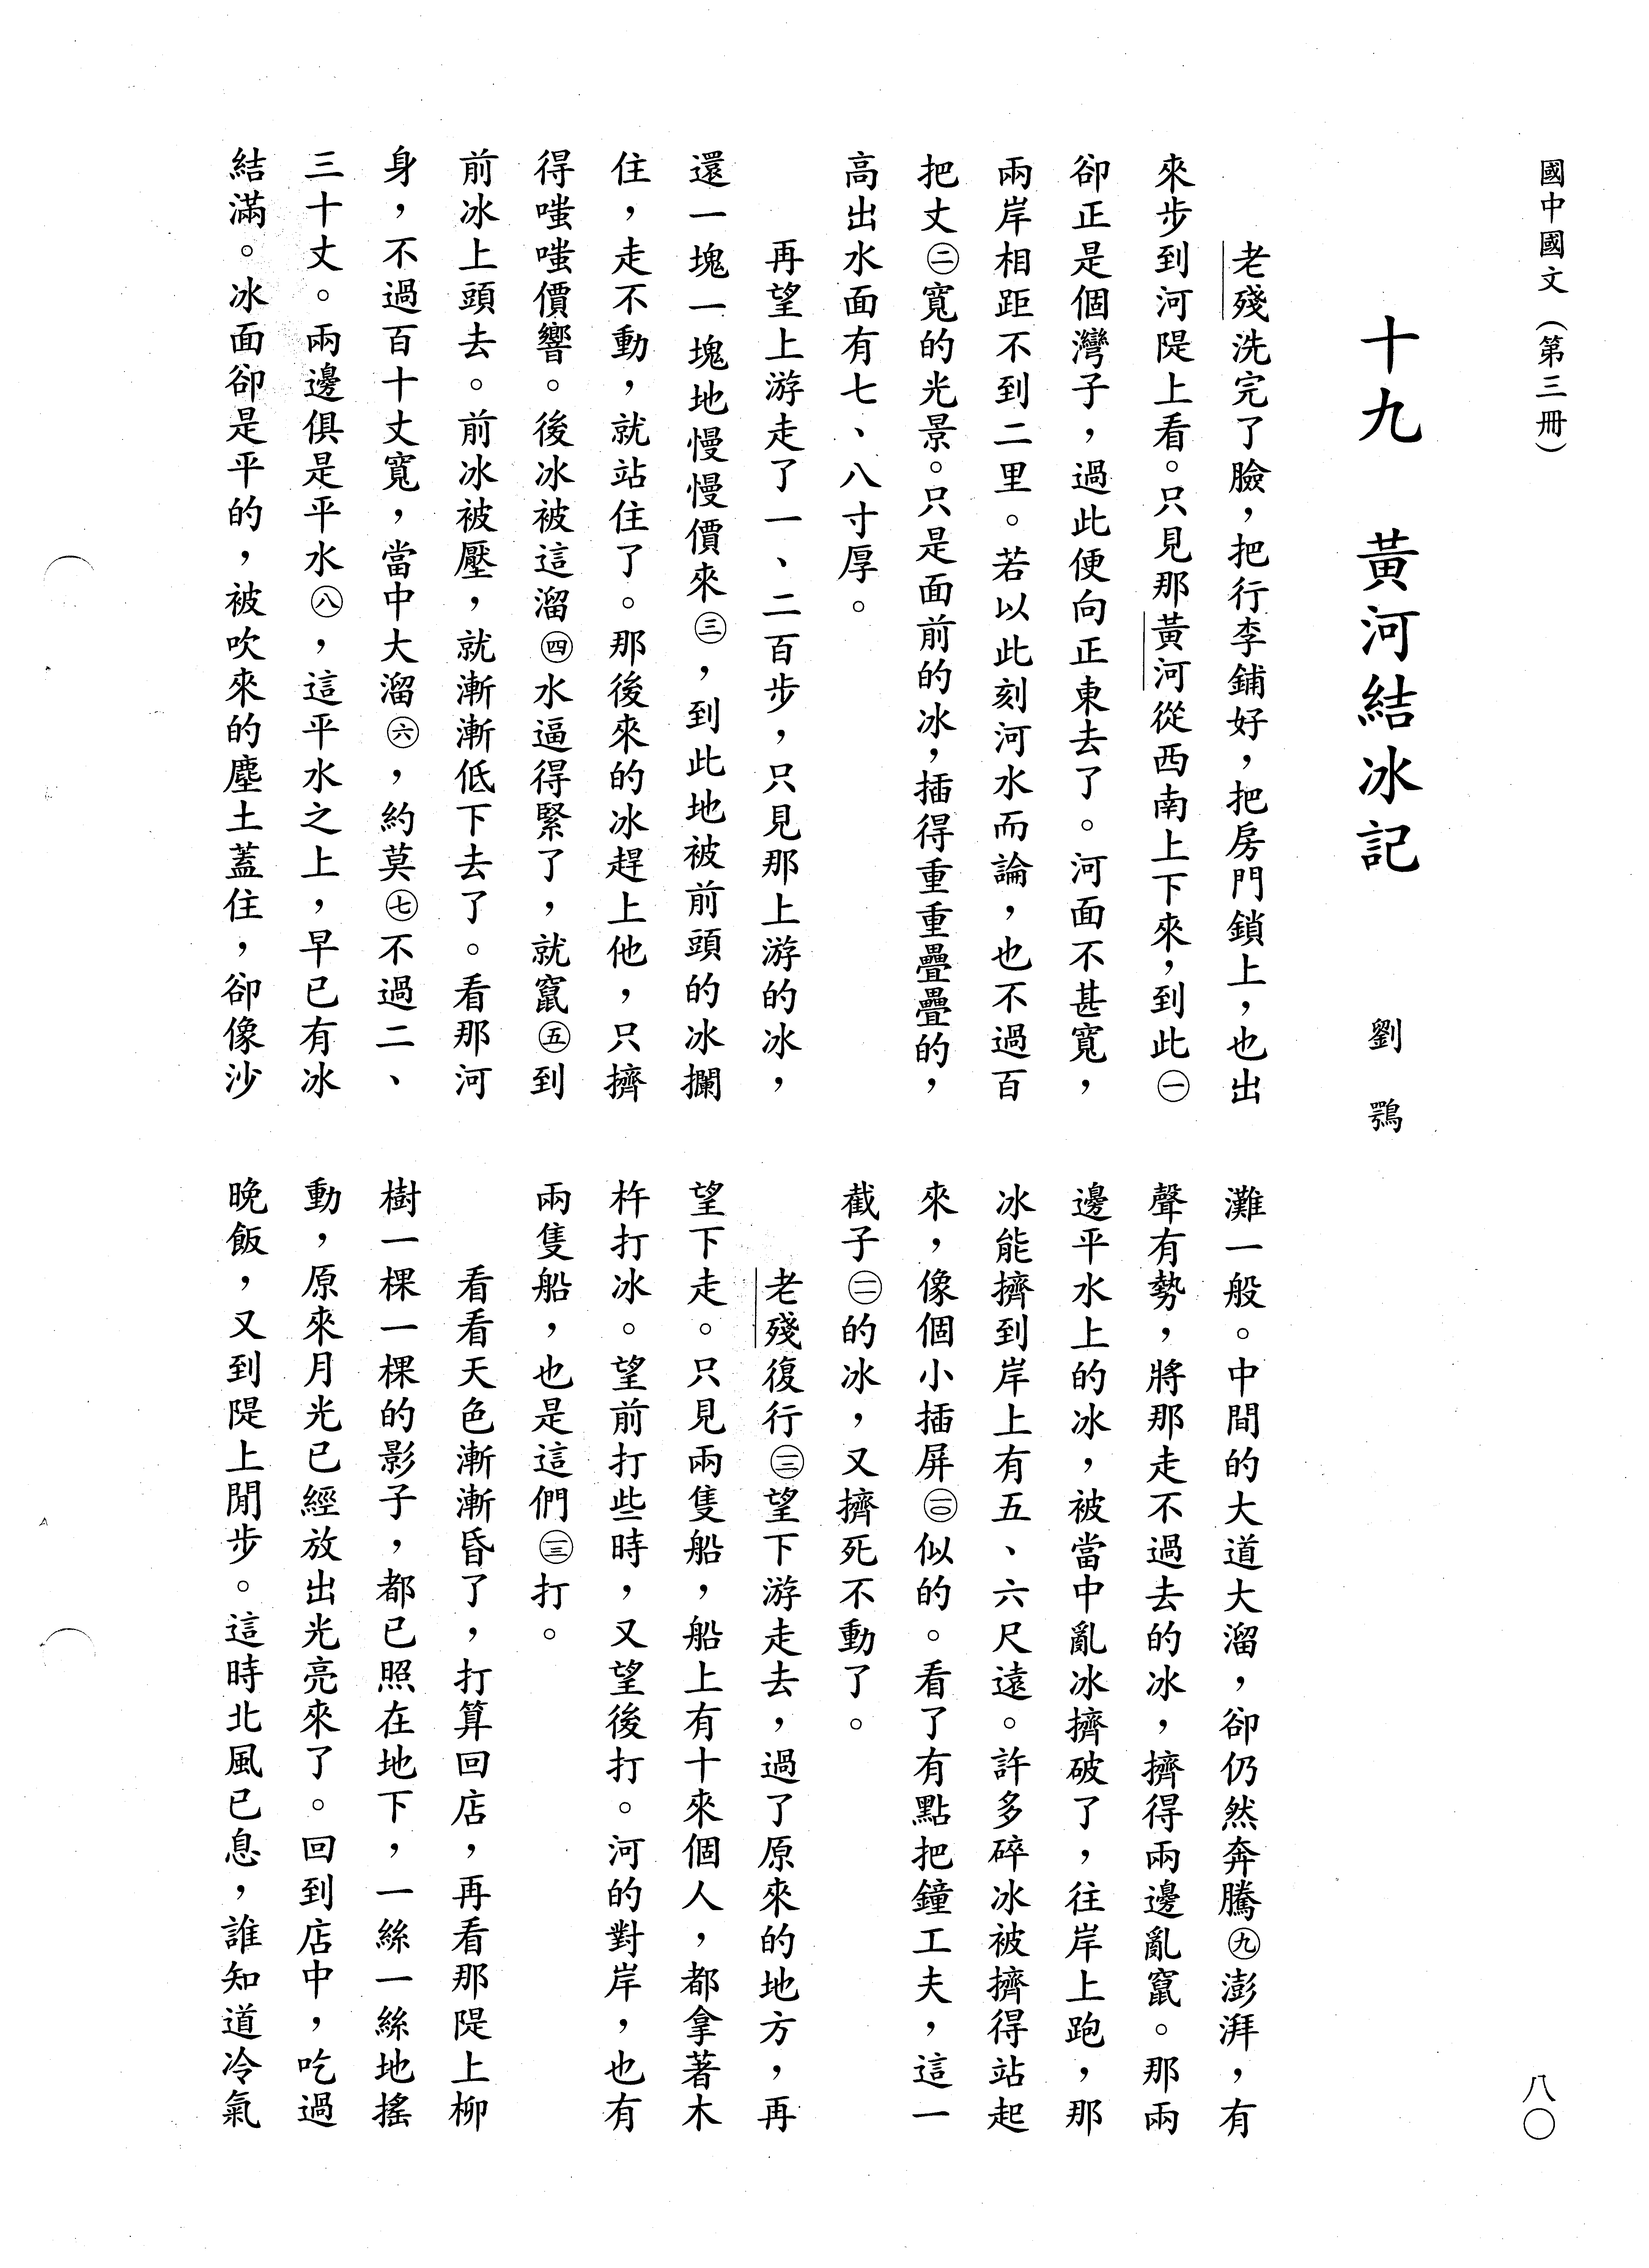 國中國文（第三冊）
十九　黃河結冰記　劉鶚
老殘洗完了臉，把行李鋪好，把房門鎖上，也出
來步到河隄上看。只見那黃河從西南上下來，到此㊀
卻正是個灣子，過此便向正東去了。河面不甚寬，
兩岸相距不到二里。若以此刻河水而論，也不過百
把丈㊁寬的光景。只是面前的冰，插得重重疊疊的，
高出水面有七、八寸厚。
再望上游走了一、二百步，只見那上游的冰，
還一塊一塊地慢慢價來㊂，到此地被前頭的冰攔
住，走不動，就站住了。那後來的冰趕上他，只擠
得嗤嗤價響。後冰被這溜㊃水逼得緊了，就竄㊄到
前冰上頭去。前冰被壓，就漸漸低下去了。看那河
身，不過百十丈寬，當中大溜㊅，約莫㊆不過二、
三十丈。兩邊俱是平水㊇，這平水之上，早已有冰
結滿。冰面卻是平的，被吹來的塵土蓋住，卻像沙
灘一般。中間的大道大溜，卻仍然奔騰㊈澎湃，有
聲有勢，將那走不過去的冰，擠得兩邊亂竄。那兩
邊平水上的冰，被當中亂冰擠破了，往岸上跑，那
冰能擠到岸上有五、六尺遠。許多碎冰被擠得站起
來，像個小插屏(一〇)似的。看了有點把鐘工夫，這一
截子(一一)的冰，又擠死不動了。
老殘復行(一二)望下游走去，過了原來的地方，再
望下走。只見兩隻船，船上有十來個人，都拿著木
杵打冰。望前打些時，又望後打。河的對岸，也有
兩隻船，也是這們(一三)打。
看看天色漸漸昏了，打算回店，再看那隄上柳
樹一棵一棵的影子，都已照在地下，一絲一絲地搖
動，原來月光已經放出光亮來了。回到店中，吃過
晚飯，又到隄上閒步。這時北風已息，誰知道冷氣
八〇